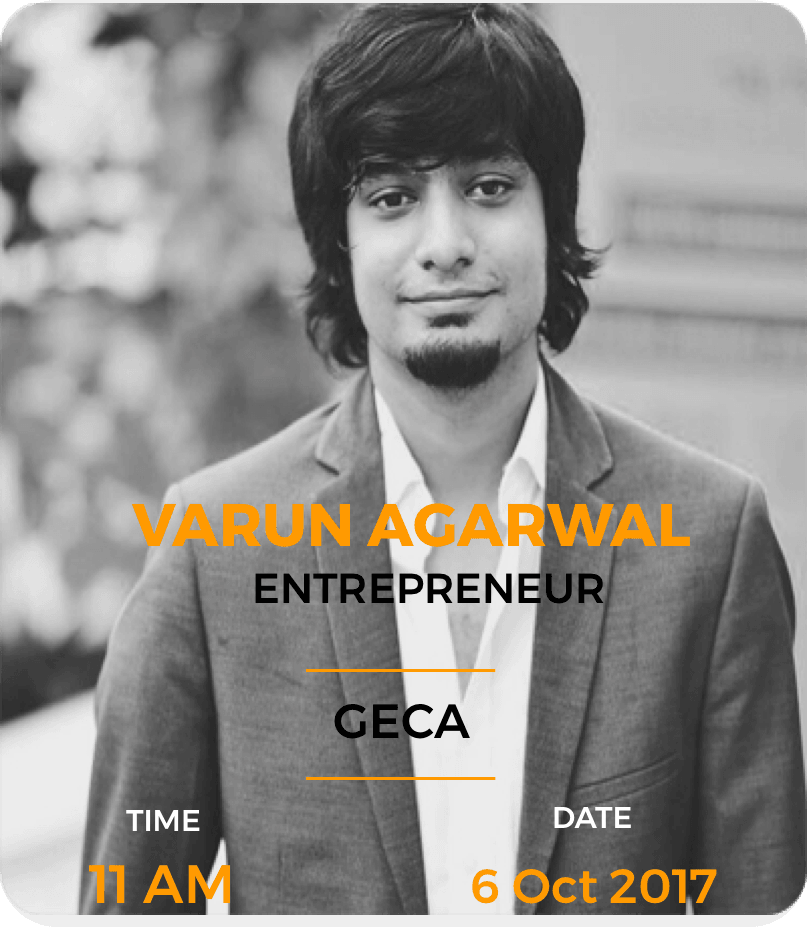 VARUN AGARWAL
ENTREPRENEUR
GECA
TIME
DATE
11 AM
6 Oct 2017